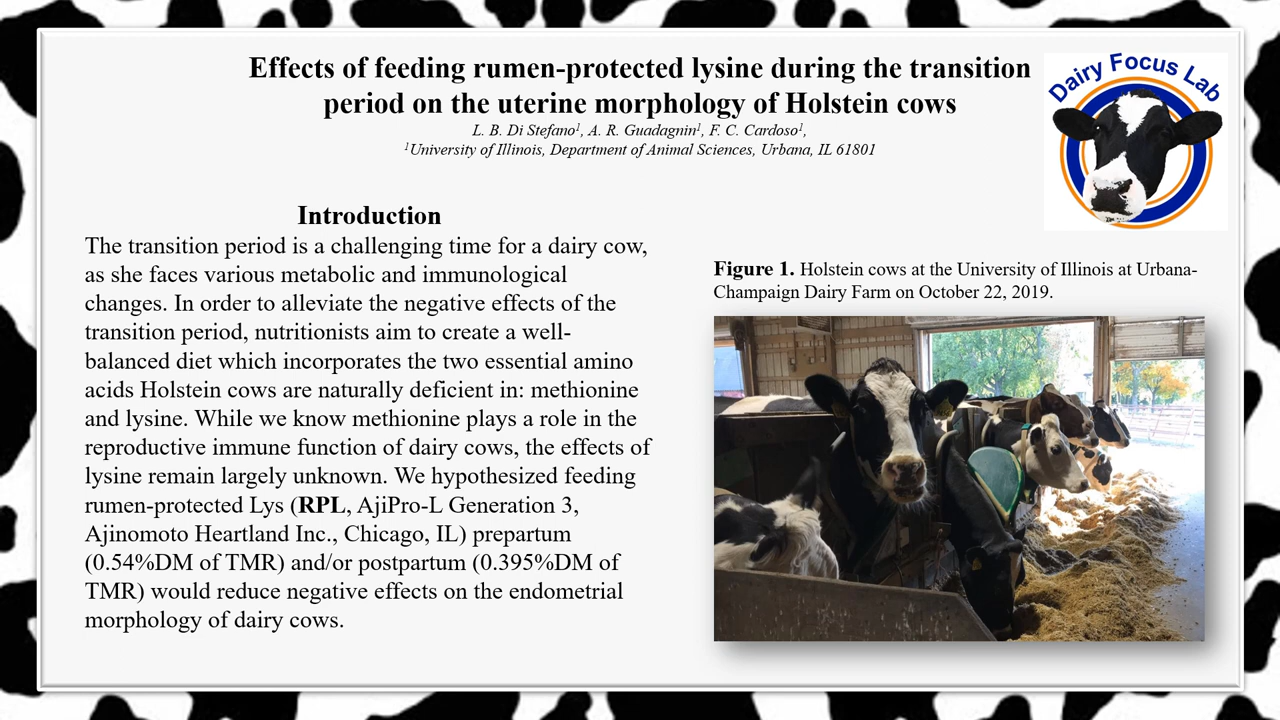 Effects of feeding rumen-protected lysine during the transition
period on the uterine morphology of Holstein cows
L. B. Di Stefano¹, A. R. Guadagnin¹, F. C. Cardoso¹,
¹University of Illinois, Department of Animal Sciences, Urbana, IL 61801
Dairy Focus Lab
Introduction
The transition period is a challenging time for a dairy cow,
as she faces various metabolic and immunological
changes. In order to alleviate the negative effects of the
transition period, nutritionists aim to create a well-
balanced diet which incorporates the two essential amino
acids Holstein cows are naturally deficient in: methionine
and lysine. While we know methionine plays a role in the
reproductive immune function of dairy cows, the effects of
lysine remain largely unknown. We hypothesized feeding
rumen-protected Lys (RPL, AjiPro-L Generation 3,
Ajinomoto Heartland Inc., Chicago, IL) prepartum
(0.54%DM of TMR) and/or postpartum (0.395%DM of
TMR) would reduce negative effects on the endometrial
morphology of dairy cows.
Figure 1. Holstein cows at the University of Illinois at Urbana-
Champaign Dairy Farm on October 22, 2019.